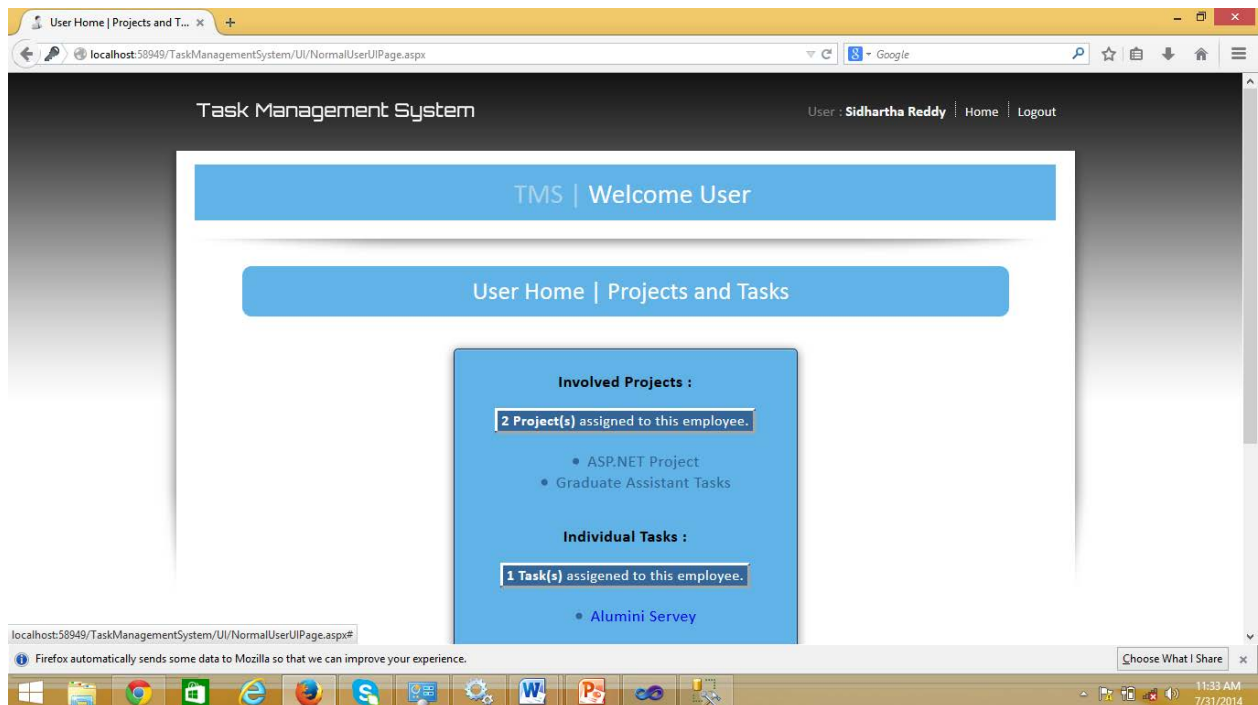 User Home | Projects and T...
localhost:58949/TaskManagementSystem/UI/NormalUserUIPage.aspx
Google
Task Management System
User : Sidhartha Reddy Home Logout
TMS | Welcome User
User Home | Projects and Tasks
Involved Projects :
2 Project(s) assigned to this employee.
• ASP.NET Project
• Graduate Assistant Tasks
Individual Tasks :
1 Task(s) assigened to this employee.
• Alumini Servey
localhost:58949/TaskManagementSystem/UI/NormalUserUIPage.aspx#
Firefox automatically sends some data to Mozilla so that we can improve your experience.
Choose What I Share
11:33 AM
7/31/2014